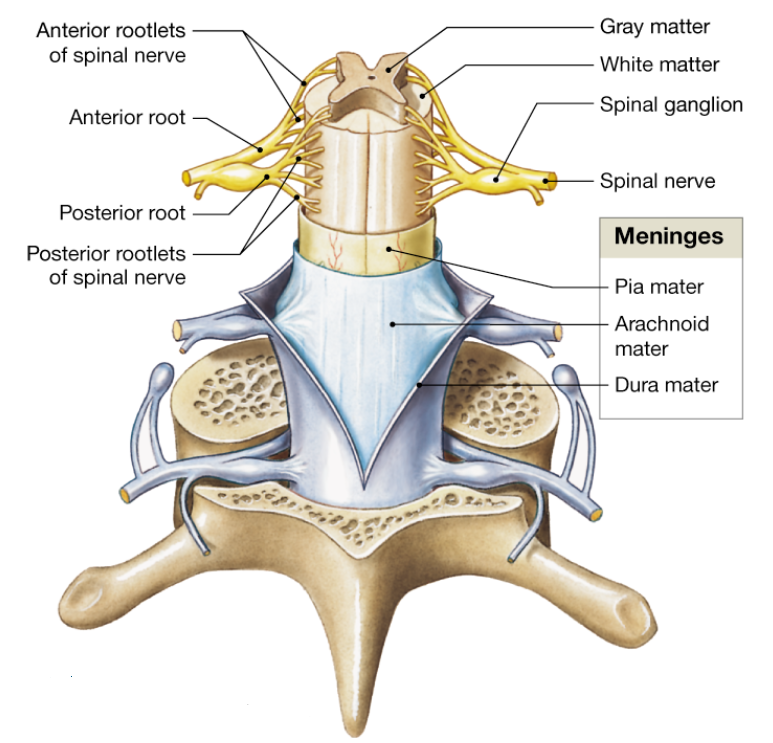 Anterior rootlets
of spinal nerve
Anterior root
Posterior root
Posterior rootlets
of spinal nerve
Gray matter
White matter
Spinal ganglion
Spinal nerve
Meninges
Pia mater
Arachnoid
mater
Dura mater